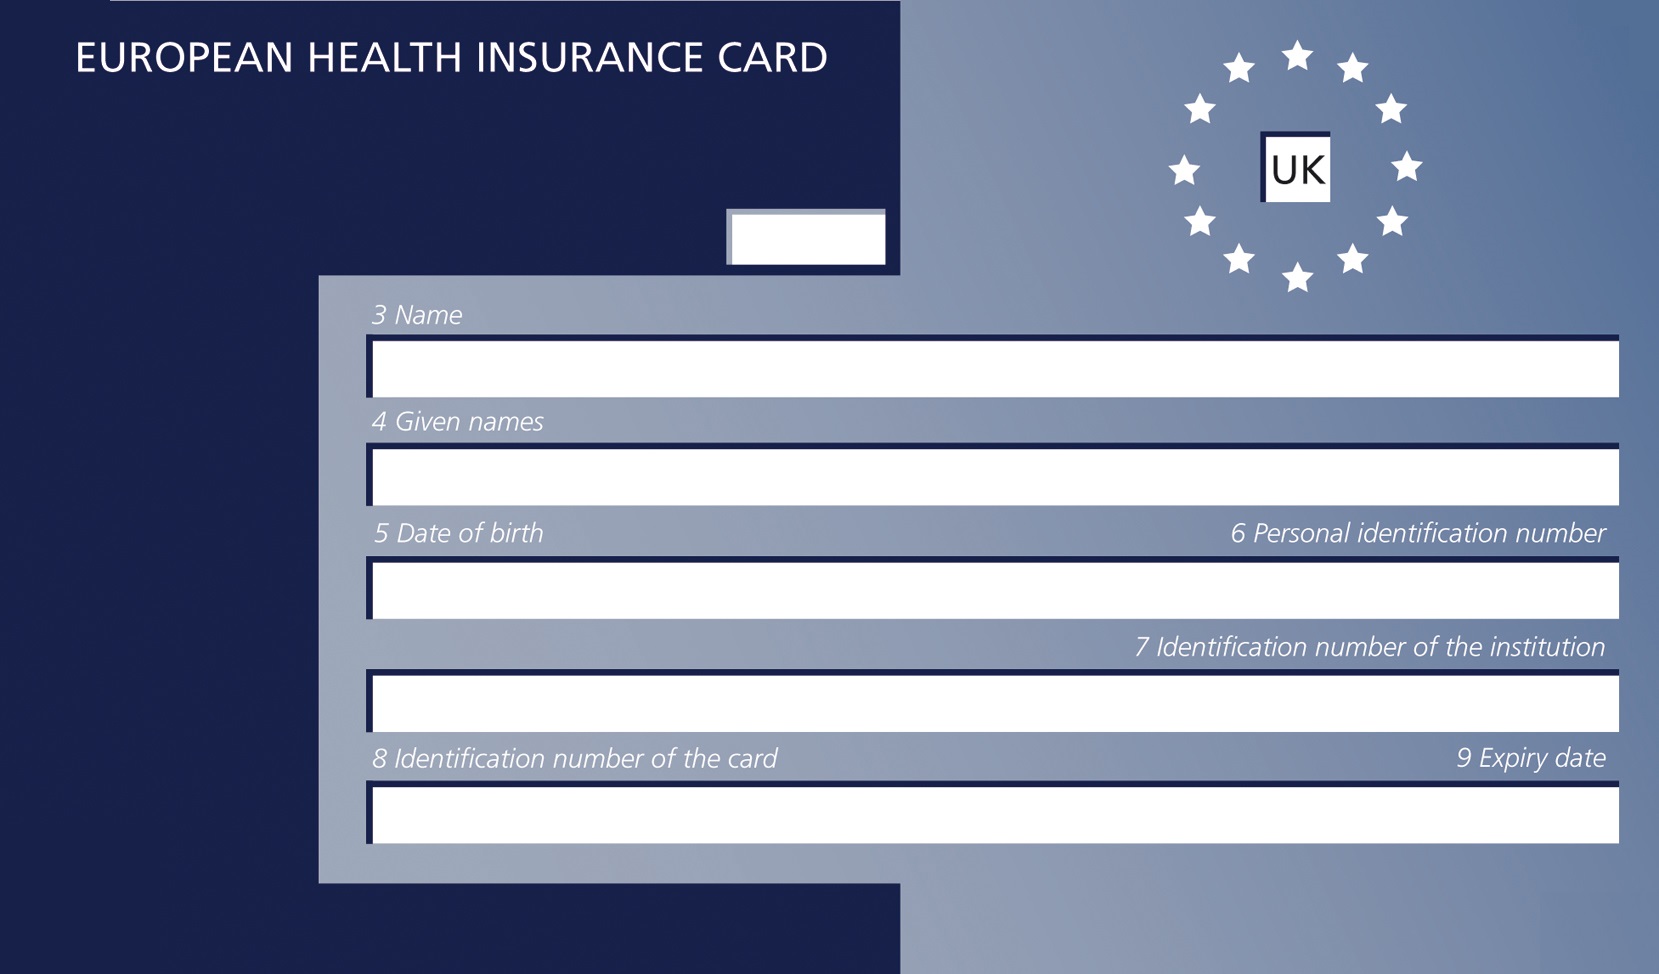 EUROPEAN HEALTH INSURANCE CARD
UK
3 Name
4 Given names
5 Date of birth
6 Personal identification number
7 Identification number of the institution
8 Identification number of the card
9 Expiry date